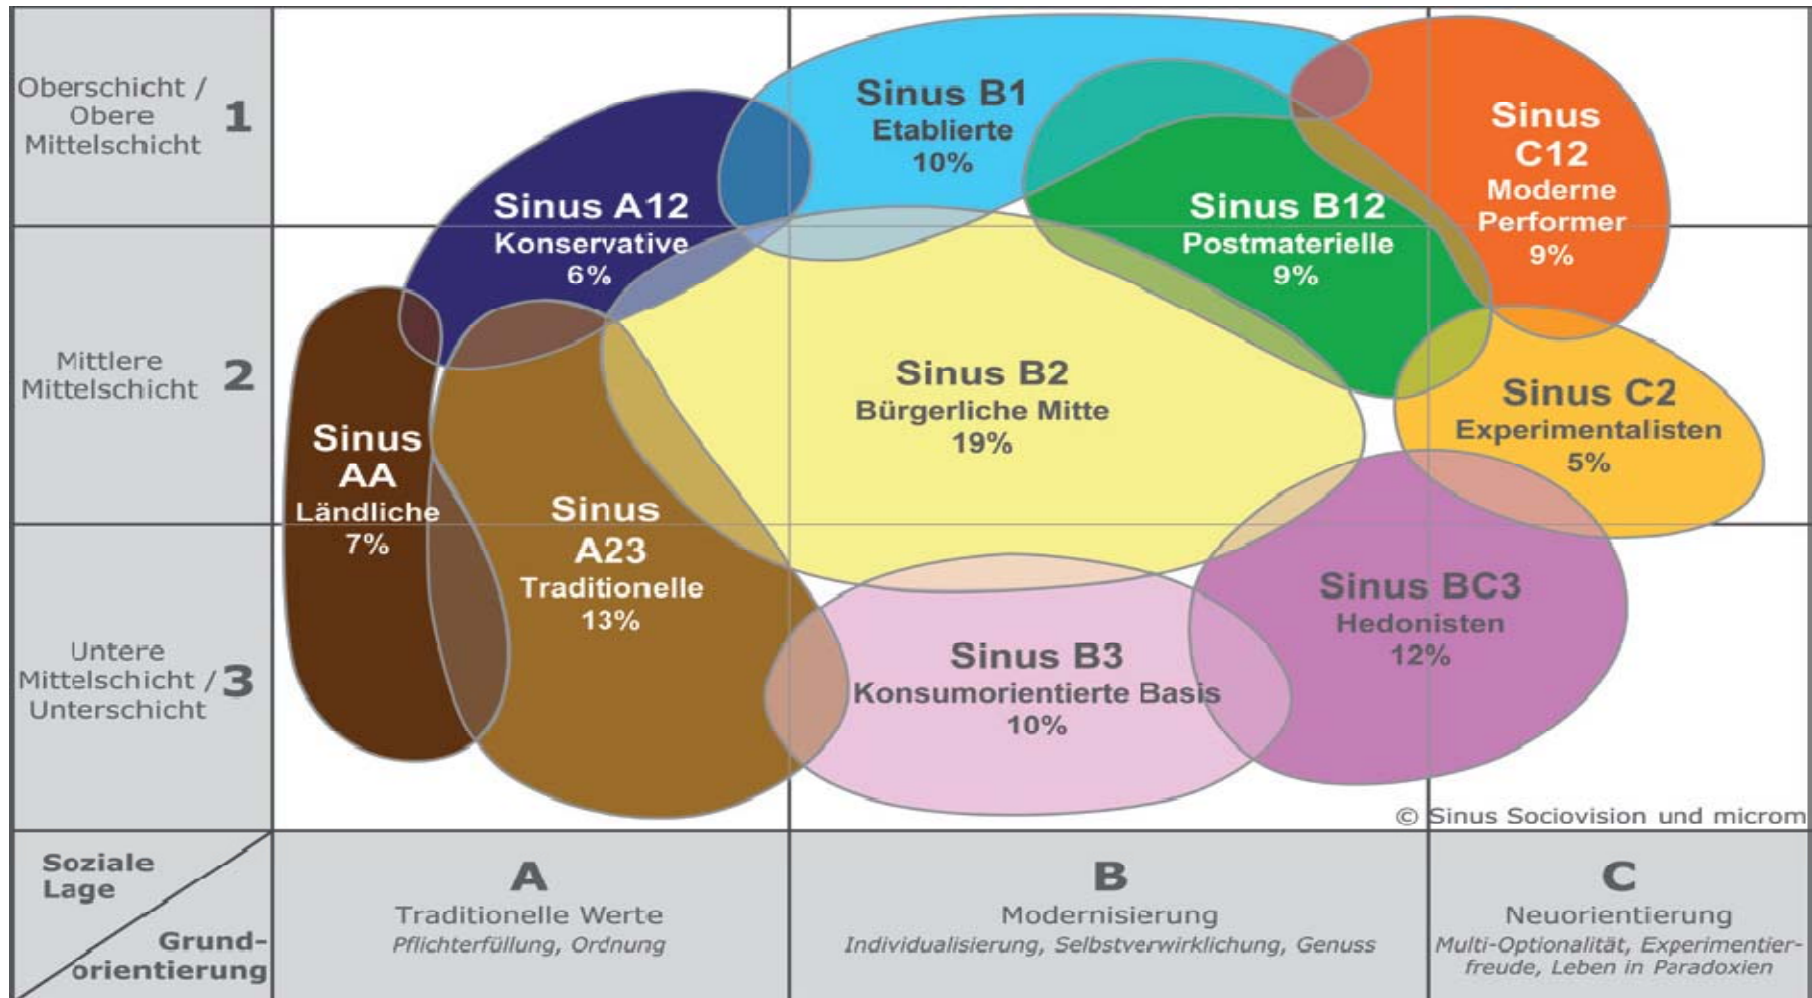 Oberschicht /
Obere
Mittelschicht
1
Sinus B1
Etablierte
10%
Sinus
C12
Moderne
Performer
9%
Sinus A12
Konservative
6%
Sinus B12
Postmaterielle
9%
Mittlere
Mittelschicht
2
Sinus
AA
Ländliche
7%
Sinus B2
Bürgerliche Mitte
19%
Sinus C2
Experimentalisten
5%
Sinus
A23
Traditionelle
13%
Untere
Mittelschicht /
Unterschicht
3
Sinus B3
Konsumorientierte Basis
10%
Sinus BC3
Hedonisten
12%
© Sinus Sociovision und microm
Soziale
Lage
Grund-
orientierung
A
Traditionelle Werte
Pflichterfüllung, Ordnung
B
Modernisierung
Individualisierung, Selbstverwirklichung, Genuss
C
Neuorientierung
Multi-Optionalität, Experimentier-
freude, Leben in Paradoxien